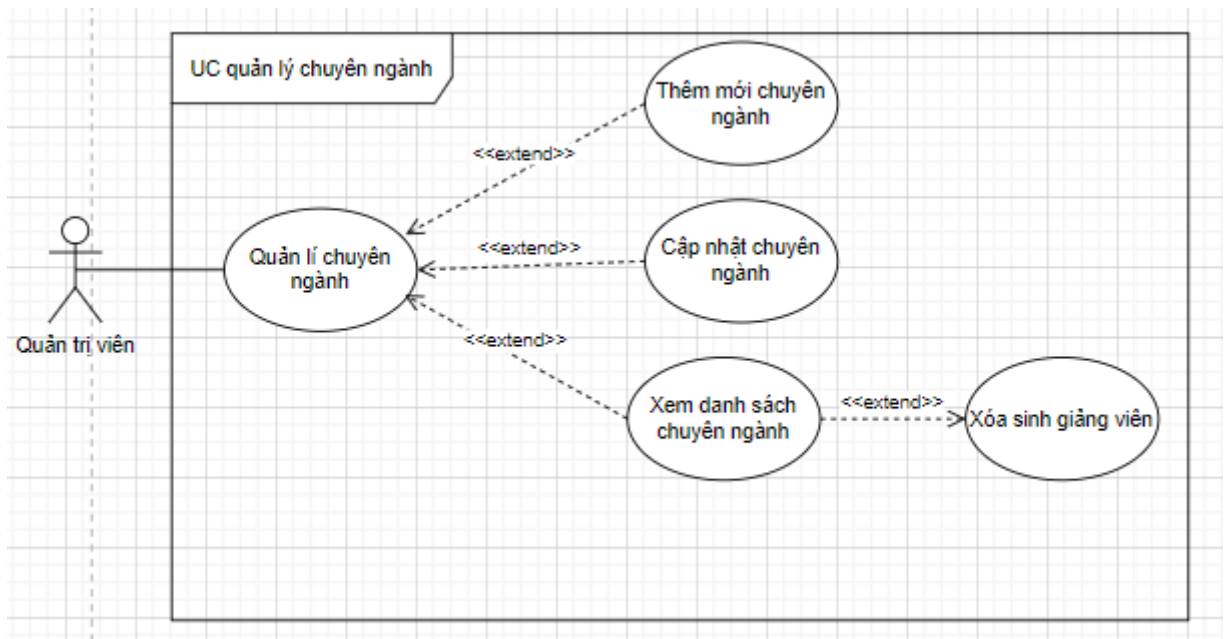 UC quản lý chuyên ngành
Thêm mới chuyên
ngành
<<extend>>
Quản lí chuyên
ngành
<<extend>>
Cập nhật chuyên
ngành
Quản trị viên
<<extend>>
Xem danh sách
chuyên ngành
<<extend>>
Xóa sinh giảng viên